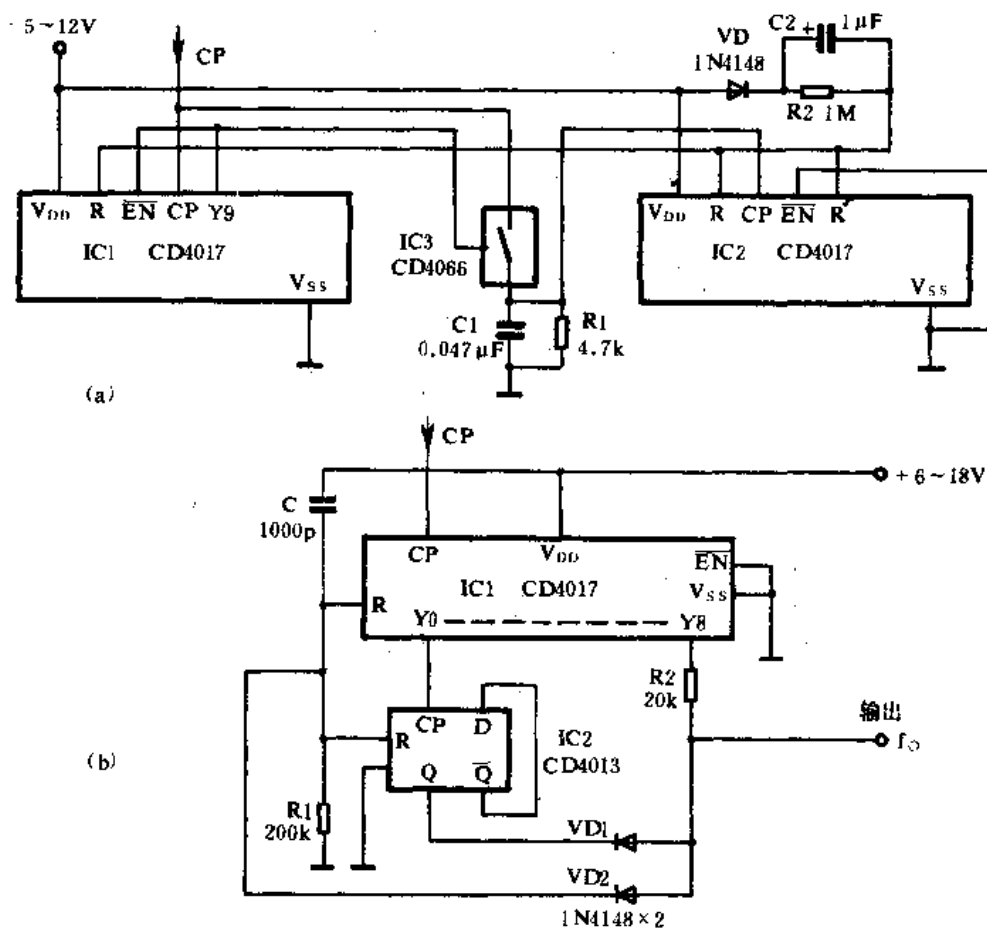 5~12V
CP
VD
1N4148
C2 + 1μF
R2 1M
VDD R EN CP Y9
IC1 CD4017
VSS
IC3
CD4066
C1
0.047μF
R1
4.7k
VDD R CP EN R
IC2 CD4017
VSS
(a)
CP
+6~18V
C
1000p
CP VDD EN
IC1 CD4017
VSS
R
Y0 Y8
R2
20k
输出
fo
CP D
R
Q Q
IC2
CD4013
(b)
R1
200k
VD1
VD2
1N4148×2